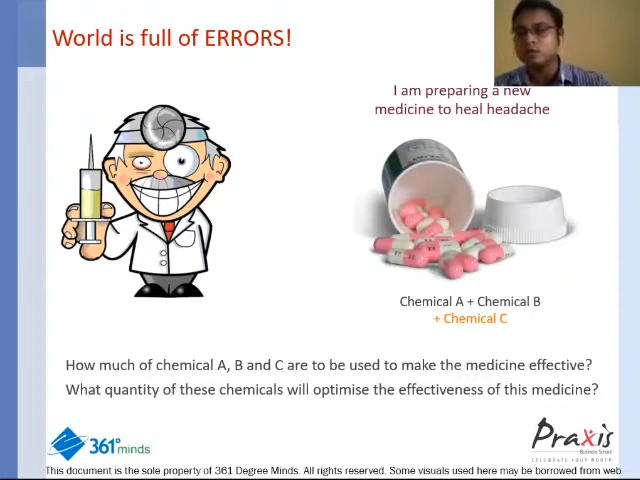 World is full of ERRORS!
I am preparing a new
medicine to heal headache
Chemical A + Chemical B
+ Chemical C
How much of chemical A, B and C are to be used to make the medicine effective?
What quantity of these chemicals will optimise the effectiveness of this medicine?
361° minds
Praxis
Business School
CELEBRATE YOUR WORTH
This document is the sole property of 361 Degree Minds. All rights reserved. Some visuals used here may be borrowed from web